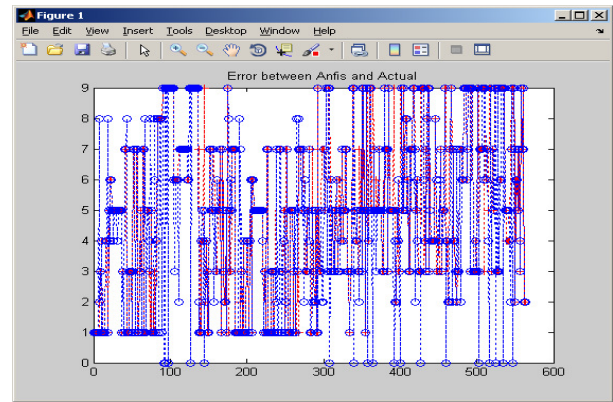 Figure 1
File Edit View Insert Tools Desktop Window Help
Error between Anfis and Actual
9
8
7
6
5
4
3
2
1
0
0 100 200 300 400 500 600